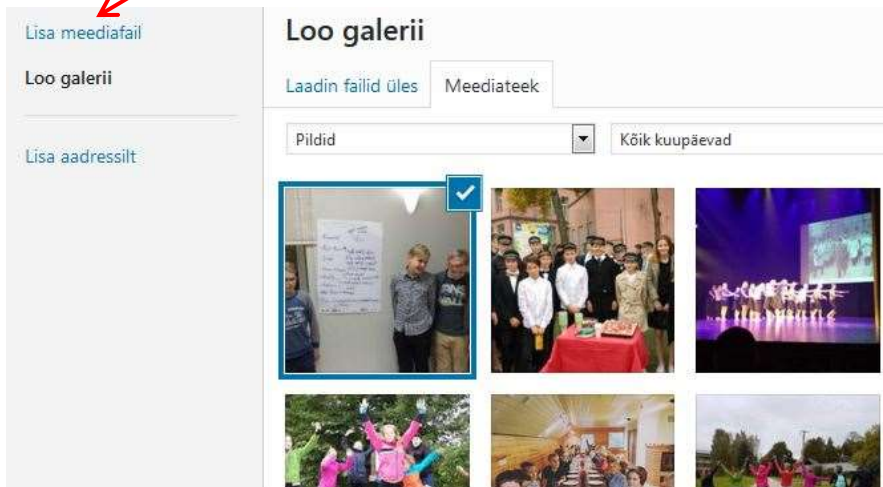 Lisa meediafail
Loo galerii
Lisa aadressilt
Loo galerii
Laadin failid üles
Meediateek
Pildid
Kõik kuupäevad